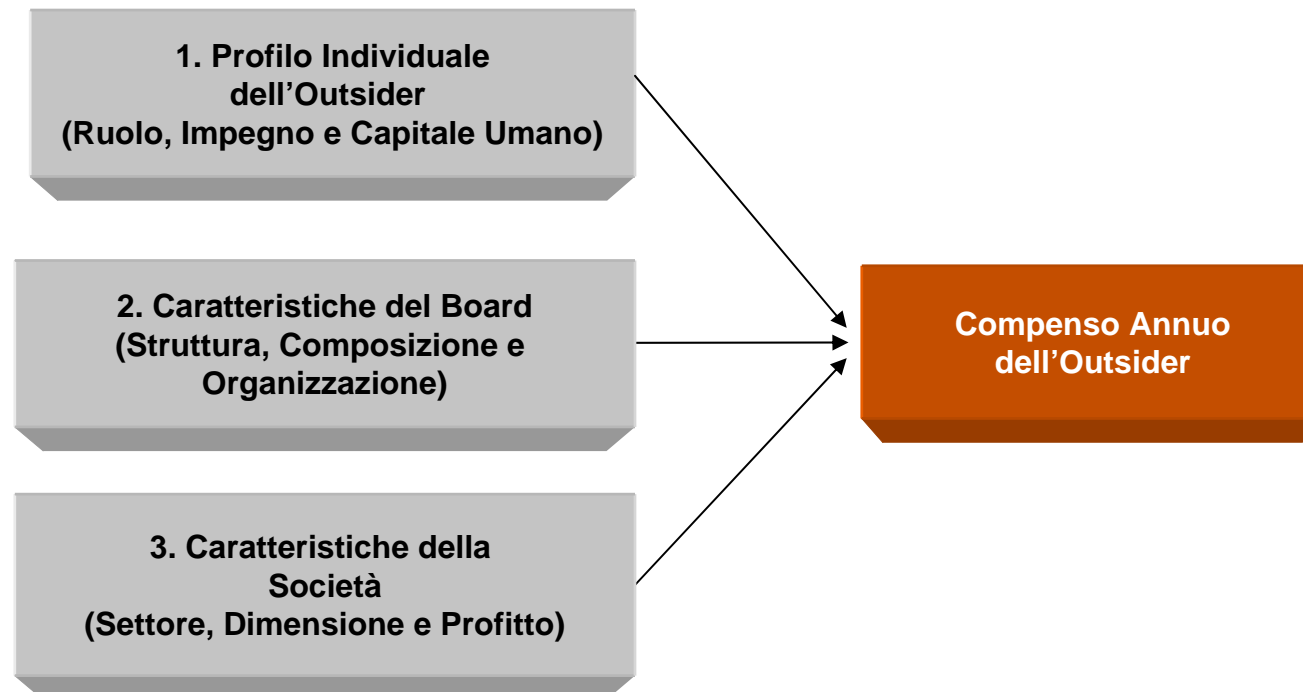 1. Profilo Individuale
dell’Outsider
(Ruolo, Impegno e Capitale Umano)
2. Caratteristiche del Board
(Struttura, Composizione e
Organizzazione)
3. Caratteristiche della
Società
(Settore, Dimensione e Profitto)
Compenso Annuo
dell’Outsider